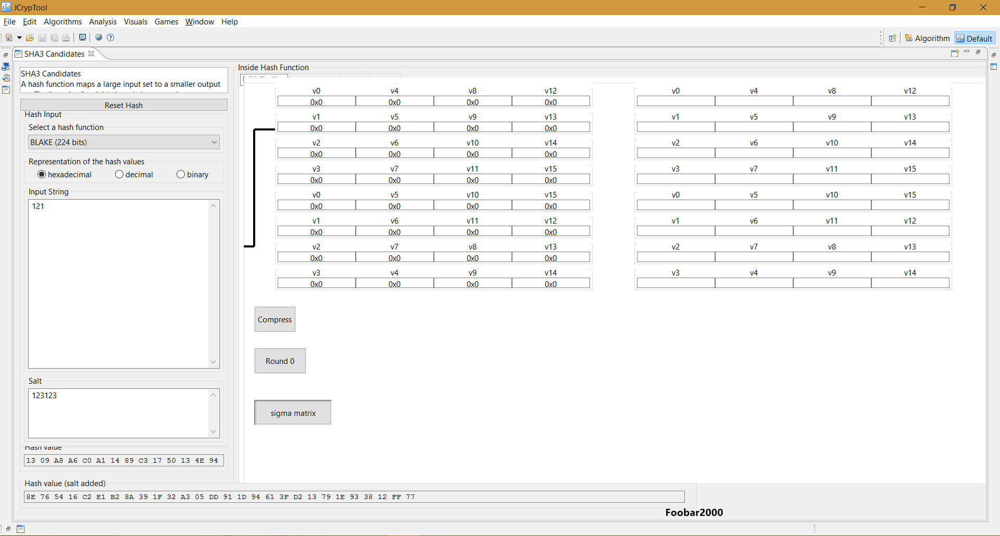 JCrypTool
File Edit Algorithms Analysis Visuals Games Window Help
Algorithm Default
SHA3 Candidates
Inside Hash Function
SHA3 Candidates
A hash function maps a large input set to a smaller output
Reset Hash
Hash Input
Select a hash function
BLAKE (224 bits)
Representation of the hash values
hexadecimal decimal binary
Input String
121
Salt
123123
Hash value
13 09 A8 A6 C0 A1 14 89 C3 17 50 13 4E 94
Hash value (salt added)
8E 76 54 16 C2 E1 B2 8A 39 1F 32 A3 05 DD 91 1D 94 61 3F D2 13 79 1E 93 38 12 FF 77
v0 v4 v8 v12 v0 v4 v8 v12
0x0 0x0 0x0 0x0
v1 v5 v9 v13 v1 v5 v9 v13
0x0 0x0 0x0 0x0
v2 v6 v10 v14 v2 v6 v10 v14
0x0 0x0 0x0 0x0
v3 v7 v11 v15 v3 v7 v11 v15
0x0 0x0 0x0 0x0
v0 v5 v10 v15 v0 v5 v10 v15
0x0 0x0 0x0 0x0
v1 v6 v11 v12 v1 v6 v11 v12
0x0 0x0 0x0 0x0
v2 v7 v8 v13 v2 v7 v8 v13
0x0 0x0 0x0 0x0
v3 v4 v9 v14 v3 v4 v9 v14
0x0 0x0 0x0 0x0
Compress
Round 0
sigma matrix
Foobar2000